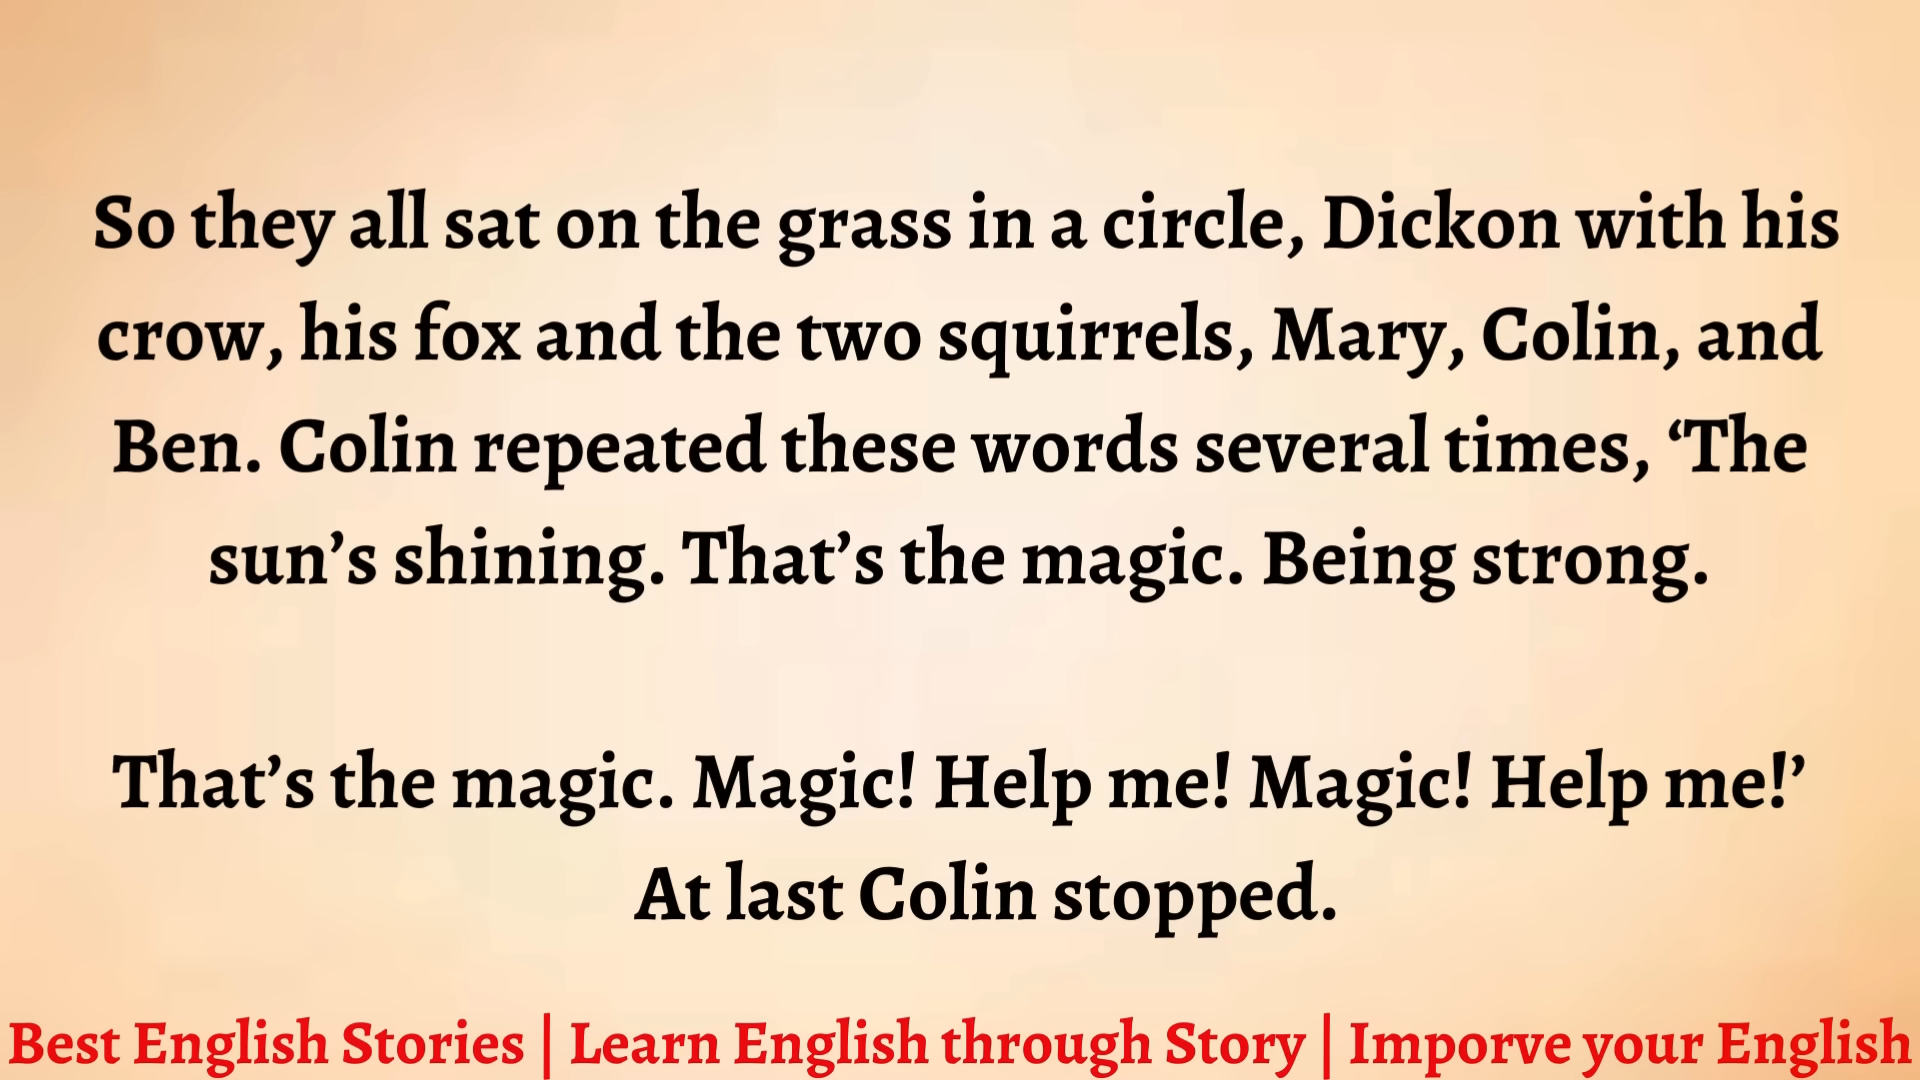 So they all sat on the grass in a circle, Dickon with his
crow, his fox and the two squirrels, Mary, Colin, and
Ben. Colin repeated these words several times, ‘The
sun’s shining. That’s the magic. Being strong.
That’s the magic. Magic! Help me! Magic! Help me!’
At last Colin stopped.
Best English Stories | Learn English through Story | Imporve your English